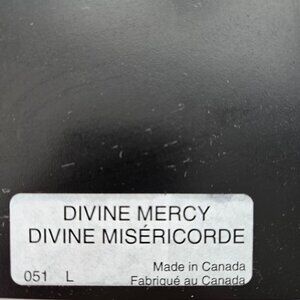 DIVINE MERCY
DIVINE MISÉRICORDE
Made in Canada
051 L Fabriqué au Canada